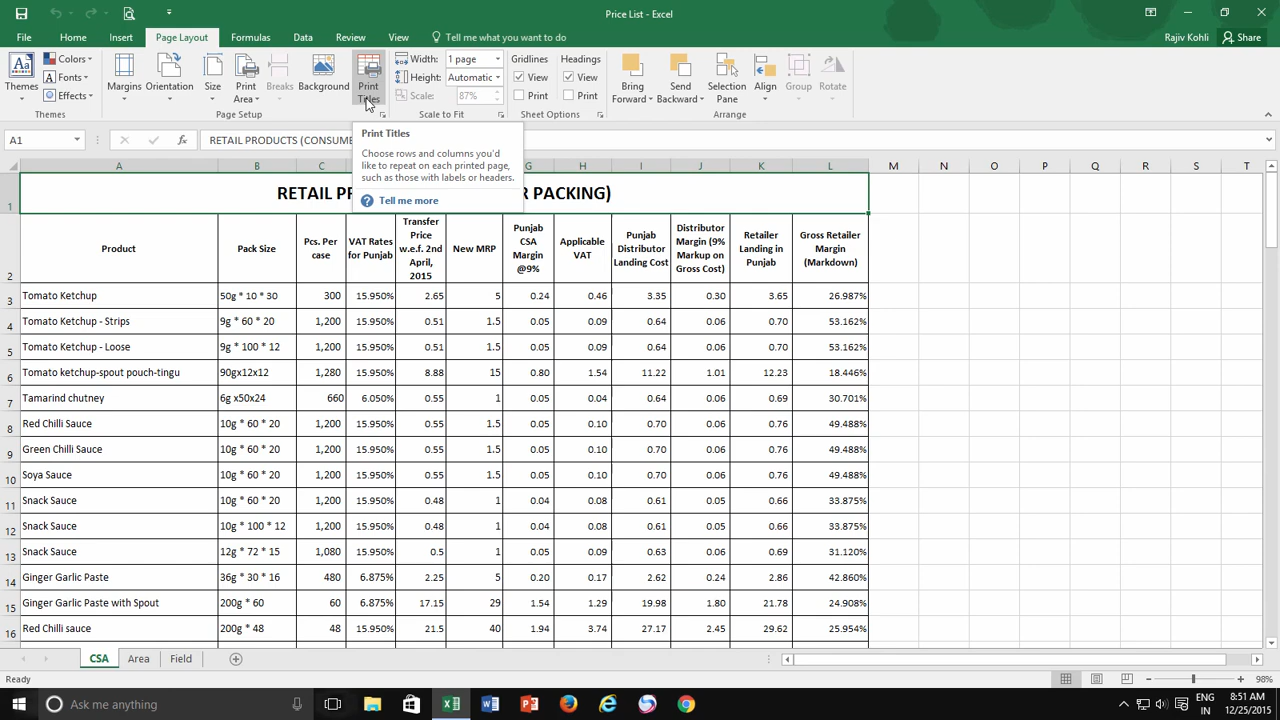 Price List - Excel
File Home Insert Page Layout Formulas Data Review View Tell me what you want to do Rajiv Kohli Share
Themes Colors Fonts Effects Themes
Margins Orientation Size Print Area Breaks Background Print Titles Page Setup
Width: 1 page
Height: Automatic
Scale: 87%
Scale to Fit
Gridlines View Print
Headings View Print
Sheet Options
Bring Forward Send Backward Selection Pane Align Group Rotate Arrange
A1 fx RETAIL PRODUCTS (CONSUME
Print Titles
Choose rows and columns you'd
like to repeat on each printed page,
such as those with labels or headers.
? Tell me more
A B C G H I J K L M N O P Q R S T
1 RETAIL PR R PACKING)
2 Product Pack Size Pcs. Per case VAT Rates for Punjab Transfer Price w.e.f. 2nd April, 2015 New MRP Punjab CSA Margin @9% Applicable VAT Punjab Distributor Landing Cost Distributor Margin (9% Markup on Gross Cost) Retailer Landing in Punjab Gross Retailer Margin (Markdown)
3 Tomato Ketchup 50g * 10 * 30 300 15.950% 2.65 5 0.24 0.46 3.35 0.30 3.65 26.987%
4 Tomato Ketchup - Strips 9g * 60 * 20 1,200 15.950% 0.51 1.5 0.05 0.09 0.64 0.06 0.70 53.162%
5 Tomato Ketchup - Loose 9g * 100 * 12 1,200 15.950% 0.51 1.5 0.05 0.09 0.64 0.06 0.70 53.162%
6 Tomato ketchup-spout pouch-tingu 90gx12x12 1,280 15.950% 8.88 15 0.80 1.54 11.22 1.01 12.23 18.446%
7 Tamarind chutney 6g x50x24 660 6.050% 0.55 1 0.05 0.04 0.64 0.06 0.69 30.701%
8 Red Chilli Sauce 10g * 60 * 20 1,200 15.950% 0.55 1.5 0.05 0.10 0.70 0.06 0.76 49.488%
9 Green Chilli Sauce 10g * 60 * 20 1,200 15.950% 0.55 1.5 0.05 0.10 0.70 0.06 0.76 49.488%
10 Soya Sauce 10g * 60 * 20 1,200 15.950% 0.55 1.5 0.05 0.10 0.70 0.06 0.76 49.488%
11 Snack Sauce 10g * 60 * 20 1,200 15.950% 0.48 1 0.04 0.08 0.61 0.05 0.66 33.875%
12 Snack Sauce 10g * 100 * 12 1,200 15.950% 0.48 1 0.04 0.08 0.61 0.05 0.66 33.875%
13 Snack Sauce 12g * 72 * 15 1,080 15.950% 0.5 1 0.05 0.09 0.63 0.06 0.69 31.120%
14 Ginger Garlic Paste 36g * 30 * 16 480 6.875% 2.25 5 0.20 0.17 2.62 0.24 2.86 42.860%
15 Ginger Garlic Paste with Spout 200g * 60 60 6.875% 17.15 29 1.54 1.29 19.98 1.80 21.78 24.908%
16 Red Chilli sauce 200g * 48 48 15.950% 21.5 40 1.94 3.74 27.17 2.45 29.62 25.954%
CSA Area Field
Ready 98%
Ask me anything ENG IN 8:51 AM 12/25/2015